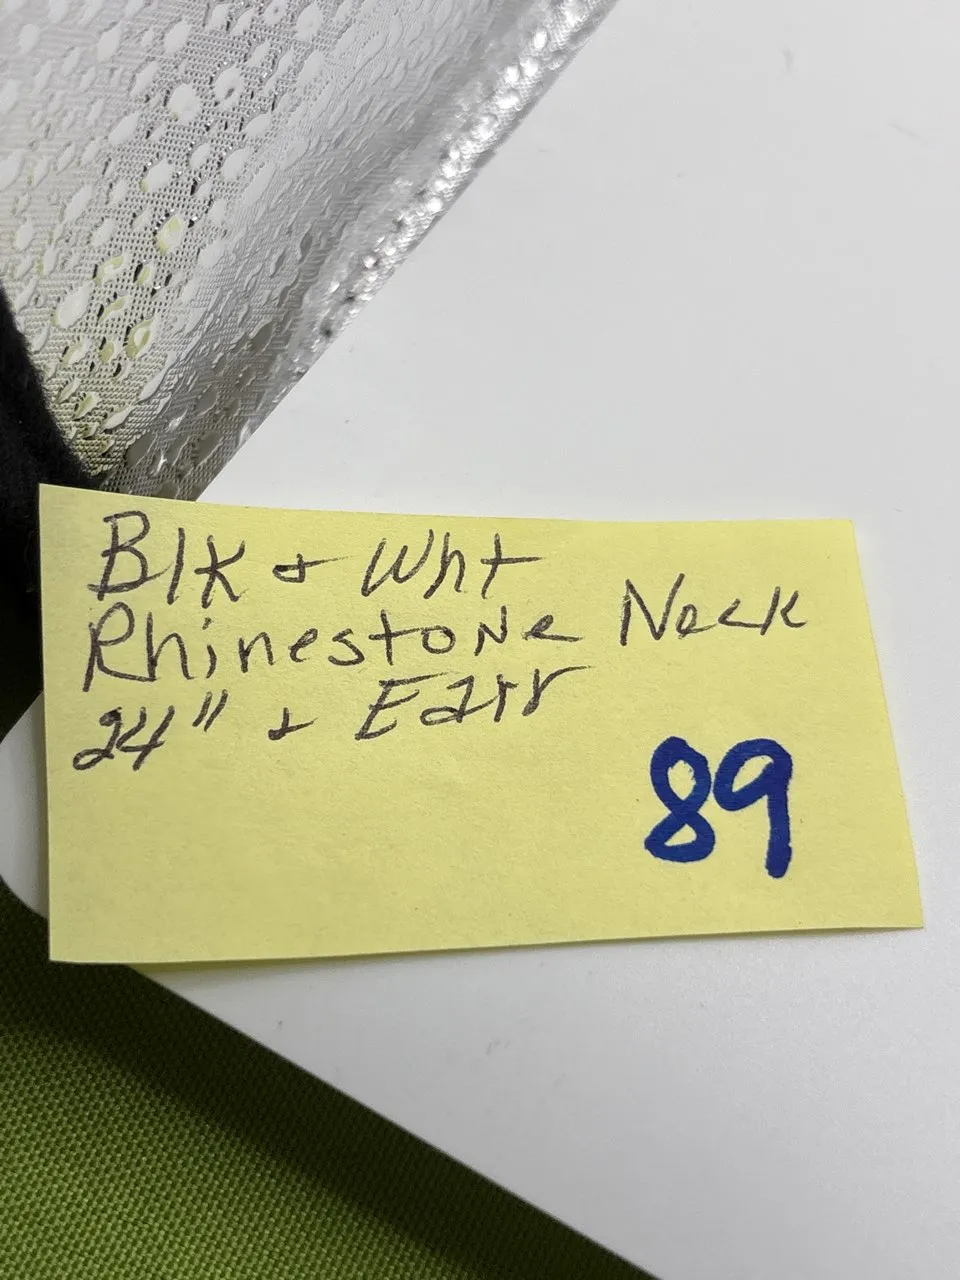 Blk + Wht
Rhinestone Neck
24" + Earr
89